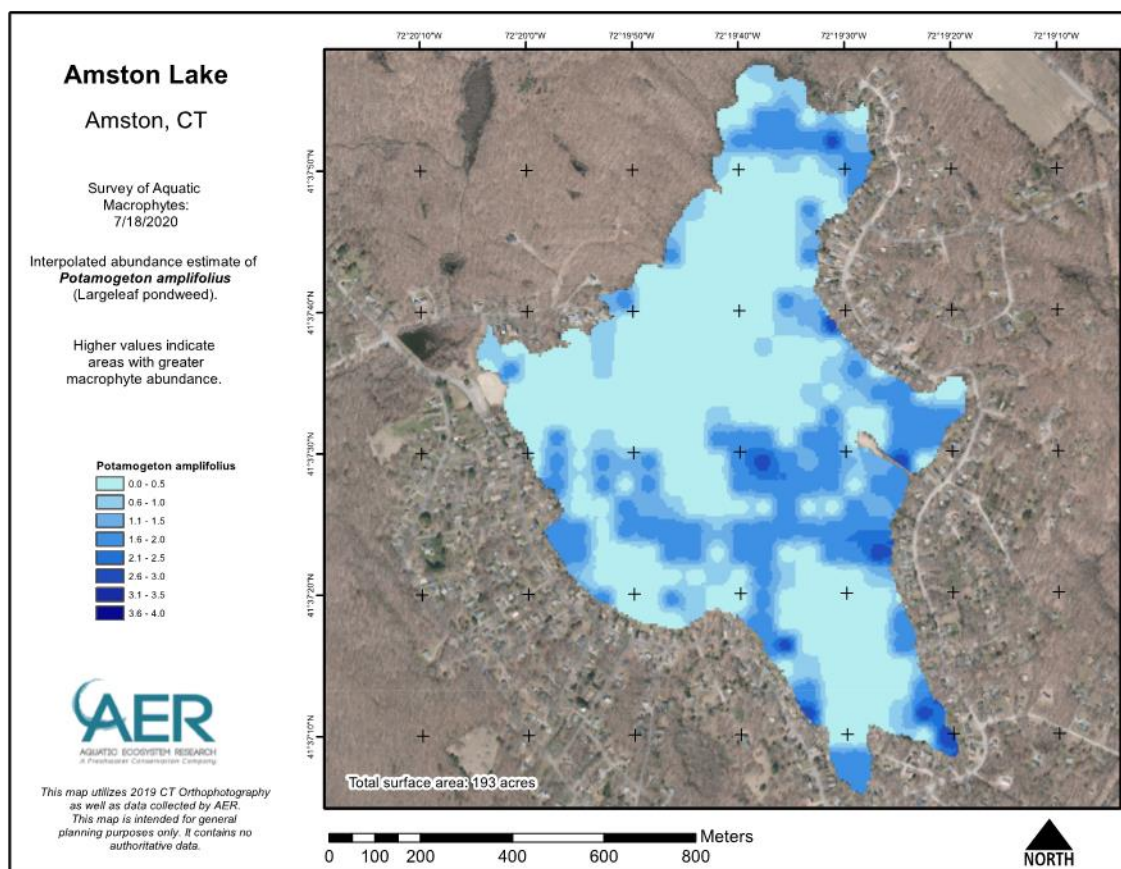 Amston Lake
Amston, CT
Survey of Aquatic
Macrophytes:
7/18/2020
Interpolated abundance estimate of
Potamogeton amplifolius
(Largeleaf pondweed).
Higher values indicate
areas with greater
macrophyte abundance.
Potamogeton amplifolius
0.0 - 0.5
0.6 - 1.0
1.1 - 1.5
1.6 - 2.0
2.1 - 2.5
2.6 - 3.0
3.1 - 3.5
3.6 - 4.0
AER
AQUATIC ECOSYSTEM RESEARCH
A Freshwater Conservation Company
This map utilizes 2019 CT Orthophotography
as well as data collected by AER.
This map is intended for general
planning purposes only. It contains no
authoritative data.
72°20'10"W 72°20'0"W 72°19'50"W 72°19'40"W 72°19'30"W 72°19'20"W 72°19'10"W
41°37'50"N
41°37'40"N
41°37'30"N
41°37'20"N
41°37'10"N
Total surface area: 193 acres
Meters
0 100 200 400 600 800
NORTH